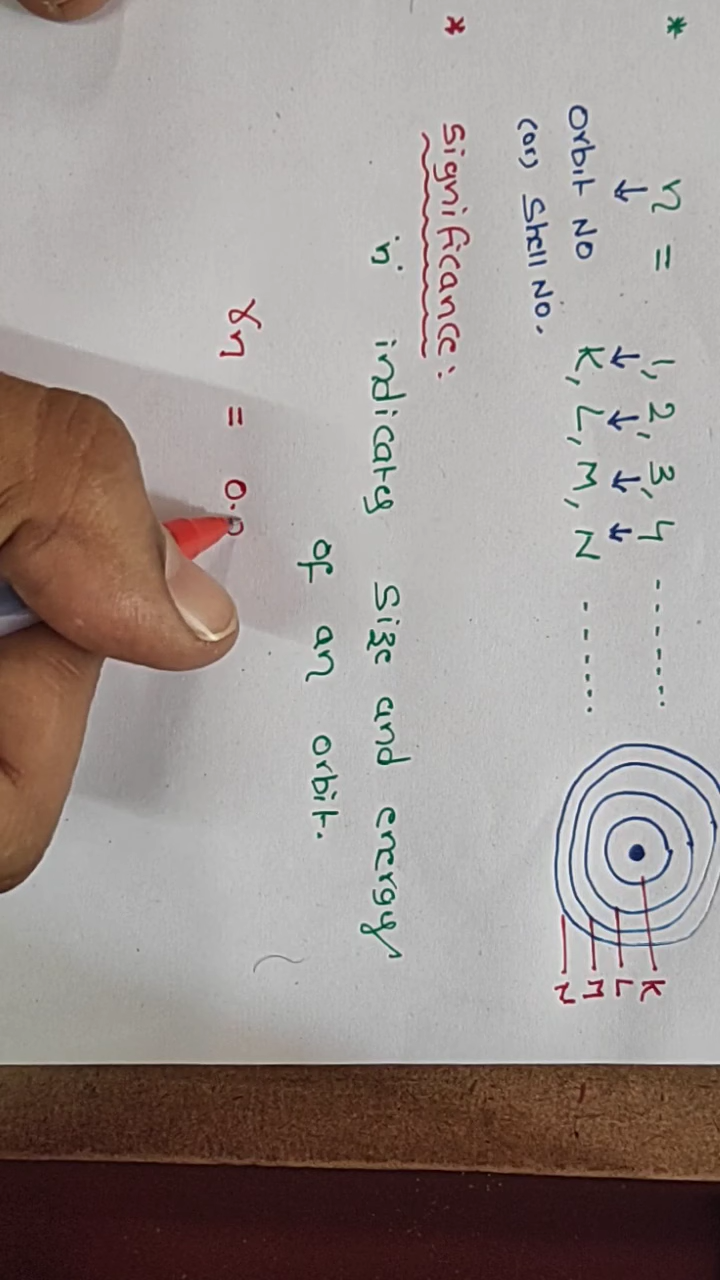 * n = 1, 2, 3, 4 -------
↓ ↓ ↓ ↓ ↓
Orbit No K, L, M, N -------
(or) Shell No.
K
L
M
N
* Significance:
'n' indicates Size and energy
of an orbit.
rn = 0.